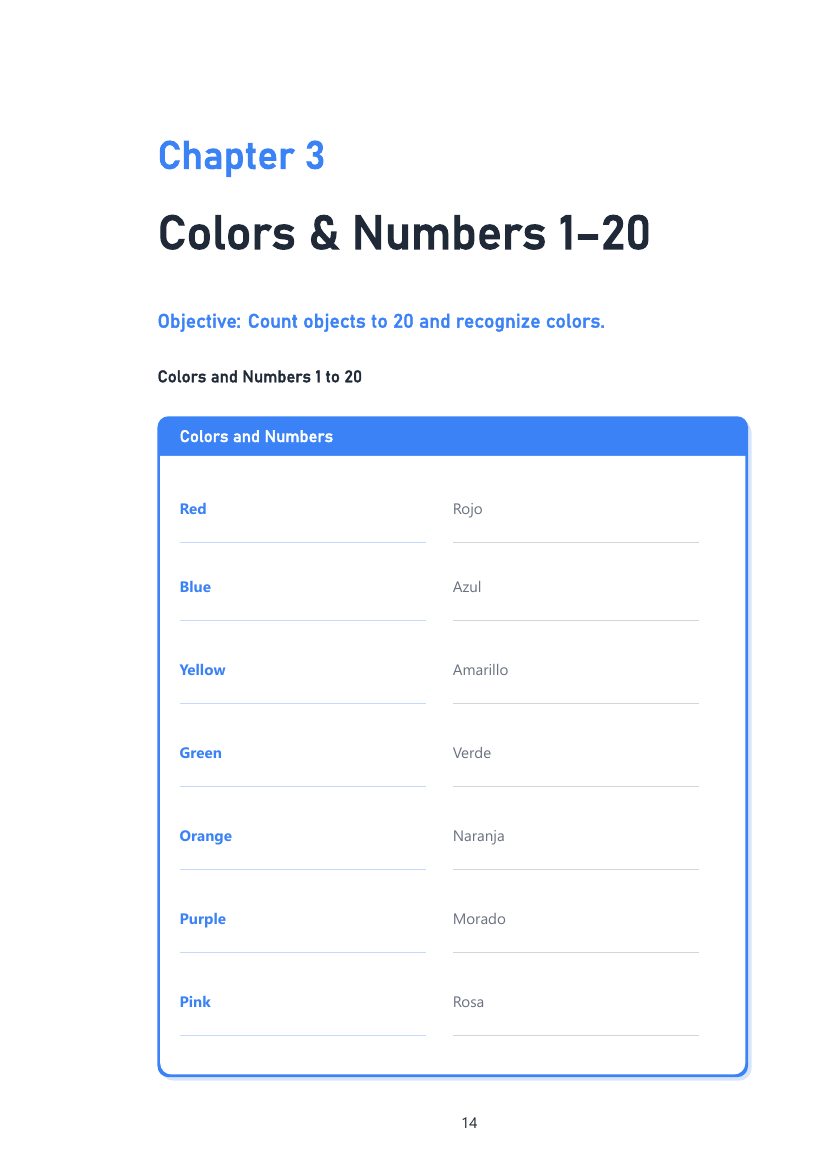 Chapter 3
Colors & Numbers 1–20
Objective: Count objects to 20 and recognize colors.
Colors and Numbers 1 to 20
Colors and Numbers
Red Rojo
Blue Azul
Yellow Amarillo
Green Verde
Orange Naranja
Purple Morado
Pink Rosa
14